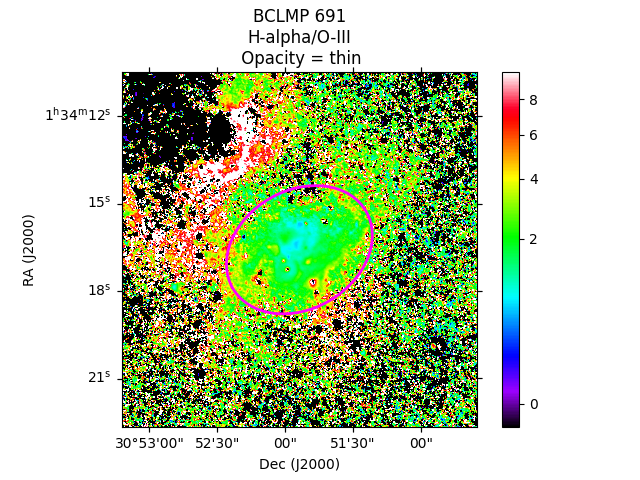 BCLMP 691
H-alpha/O-III
Opacity = thin
1ʰ34ᵐ12ˢ
15ˢ
18ˢ
21ˢ
RA (J2000)
30°53'00" 52'30" 00" 51'30" 00"
Dec (J2000)
8
6
4
2
0